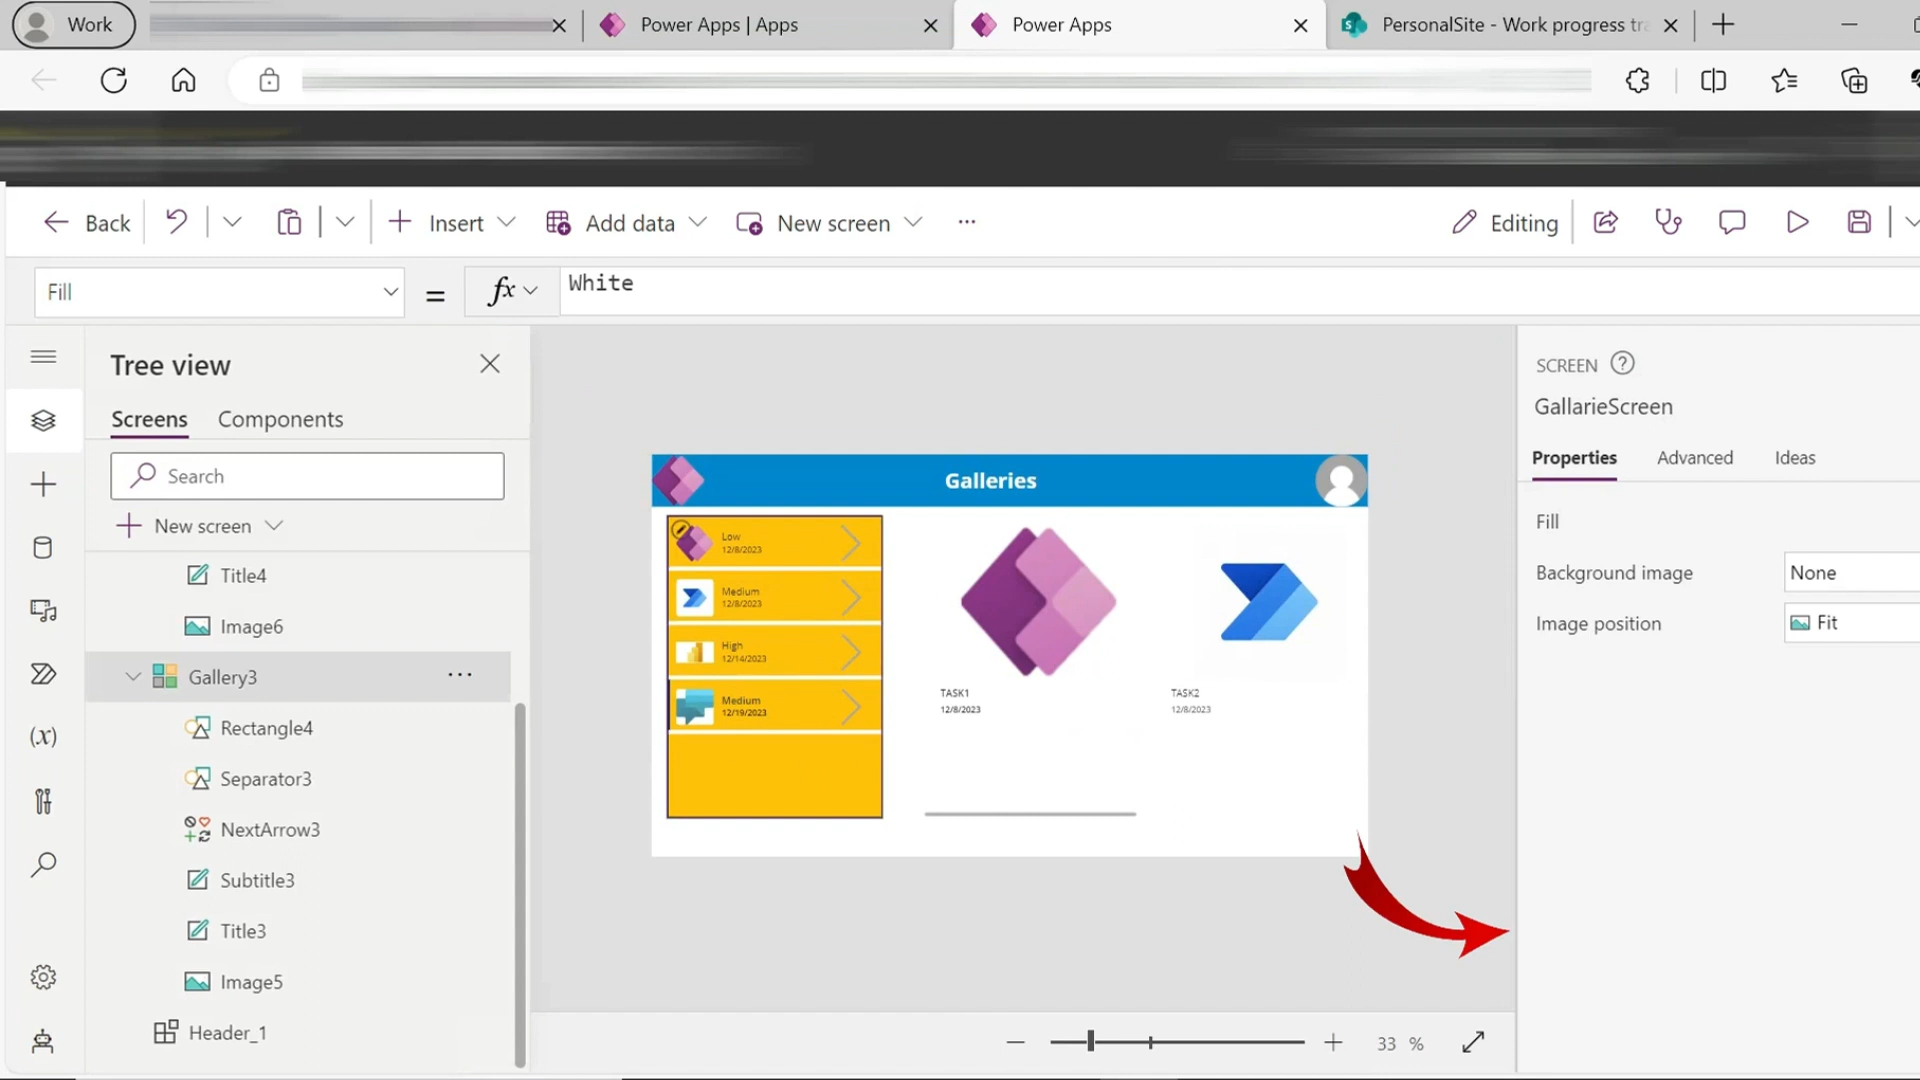 Work
Power Apps | Apps
Power Apps
PersonalSite - Work progress tr
Back
Insert
Add data
New screen
...
Editing
Fill
=
fx
White
Tree view
Screens
Components
Search
New screen
Title4
Image6
Gallery3
...
Rectangle4
Separator3
NextArrow3
Subtitle3
Title3
Image5
Header_1
(x)
Galleries
Low
12/8/2023
Medium
12/8/2023
High
12/14/2023
Medium
12/19/2023
TASK1
12/8/2023
TASK2
12/8/2023
33 %
SCREEN
GallarieScreen
Properties
Advanced
Ideas
Fill
Background image
None
Image position
Fit